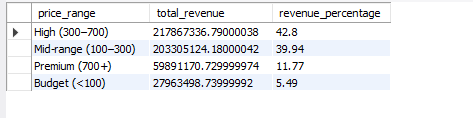 price_range total_revenue revenue_percentage
High (300–700) 217867336.79000038 42.8
Mid-range (100–300) 203305124.18000042 39.94
Premium (700+) 59891170.729999974 11.77
Budget (<100) 27963498.73999992 5.49